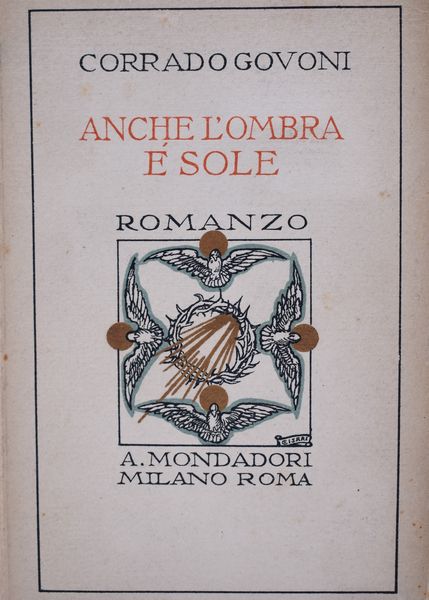 CORRADO GOVONI
ANCHE L'OMBRA
É SOLE
ROMANZO
A. MONDADORI
MILANO ROMA